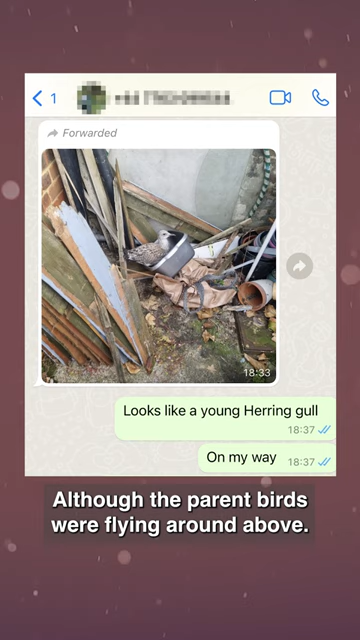 1
Forwarded
18:33
Looks like a young Herring gull
18:37
On my way
18:37
Although the parent birds
were flying around above.